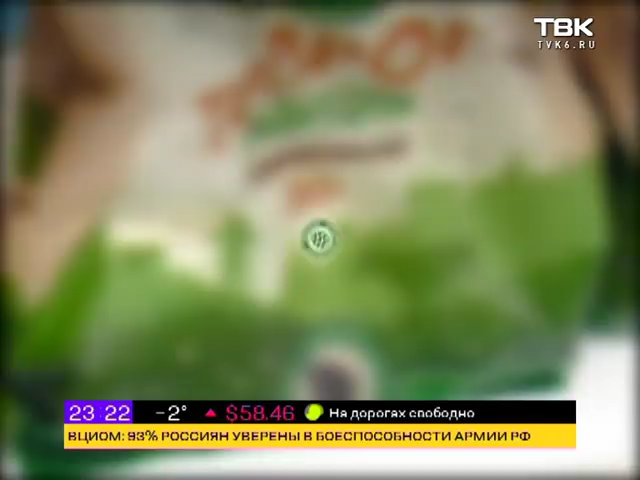 ТВК
TVK6.RU
23 22 -2° $58.46 На дорогах свободно
ВЦИОМ: 93% РОССИЯН УВЕРЕНЫ В БОЕСПОСОБНОСТИ АРМИИ РФ